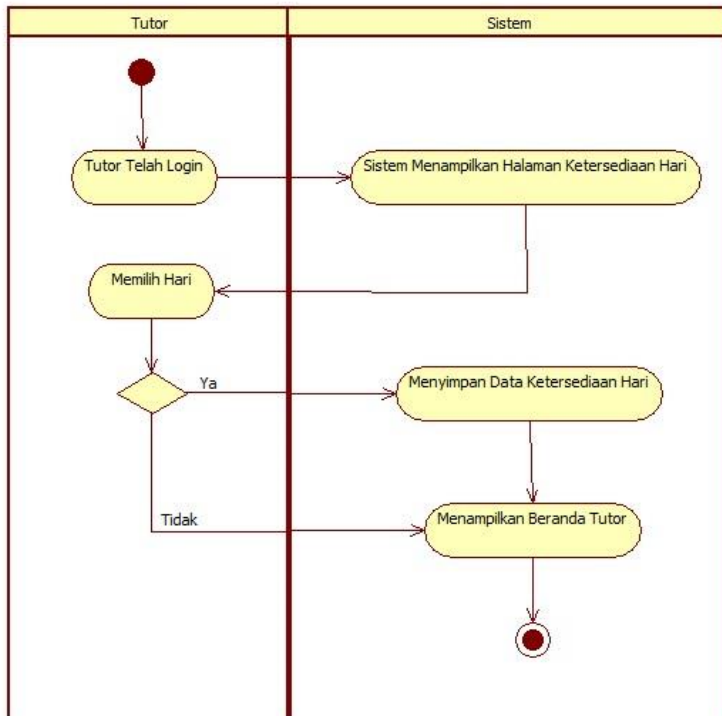 Tutor
Sistem
Tutor Telah Login
Sistem Menampilkan Halaman Ketersediaan Hari
Memilih Hari
Ya
Menyimpan Data Ketersediaan Hari
Tidak
Menampilkan Beranda Tutor